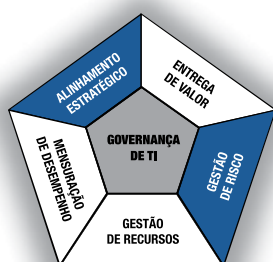 ALINHAMENTO
ESTRATÉGICO
ENTREGA
DE VALOR
GOVERNANÇA
DE TI
MENSURAÇÃO
DE DESEMPENHO
GESTÃO
DE RISCO
GESTÃO
DE RECURSOS